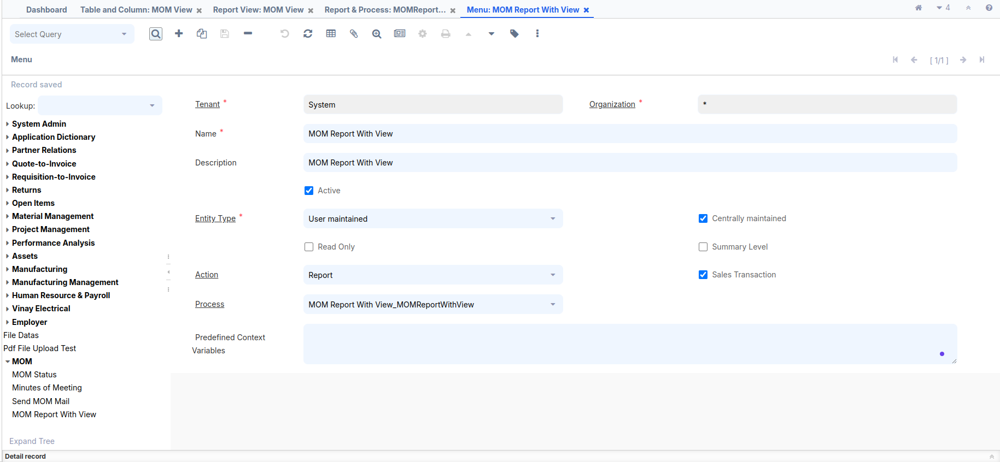 Dashboard
Table and Column: MOM View
Report View: MOM View
Report & Process: MOMReport...
Menu: MOM Report With View
4
Select Query
Menu
[ 1/1 ]
Record saved
Lookup:
System Admin
Application Dictionary
Partner Relations
Quote-to-Invoice
Requisition-to-Invoice
Returns
Open Items
Material Management
Project Management
Performance Analysis
Assets
Manufacturing
Manufacturing Management
Human Resource & Payroll
Vinay Electrical
Employer
File Datas
Pdf File Upload Test
MOM
MOM Status
Minutes of Meeting
Send MOM Mail
MOM Report With View
Expand Tree
Tenant *
System
Organization *
*
Name *
MOM Report With View
Description
MOM Report With View
Active
Entity Type *
User maintained
Centrally maintained
Read Only
Summary Level
Action
Report
Sales Transaction
Process
MOM Report With View_MOMReportWithView
Predefined Context
Variables
Detail record